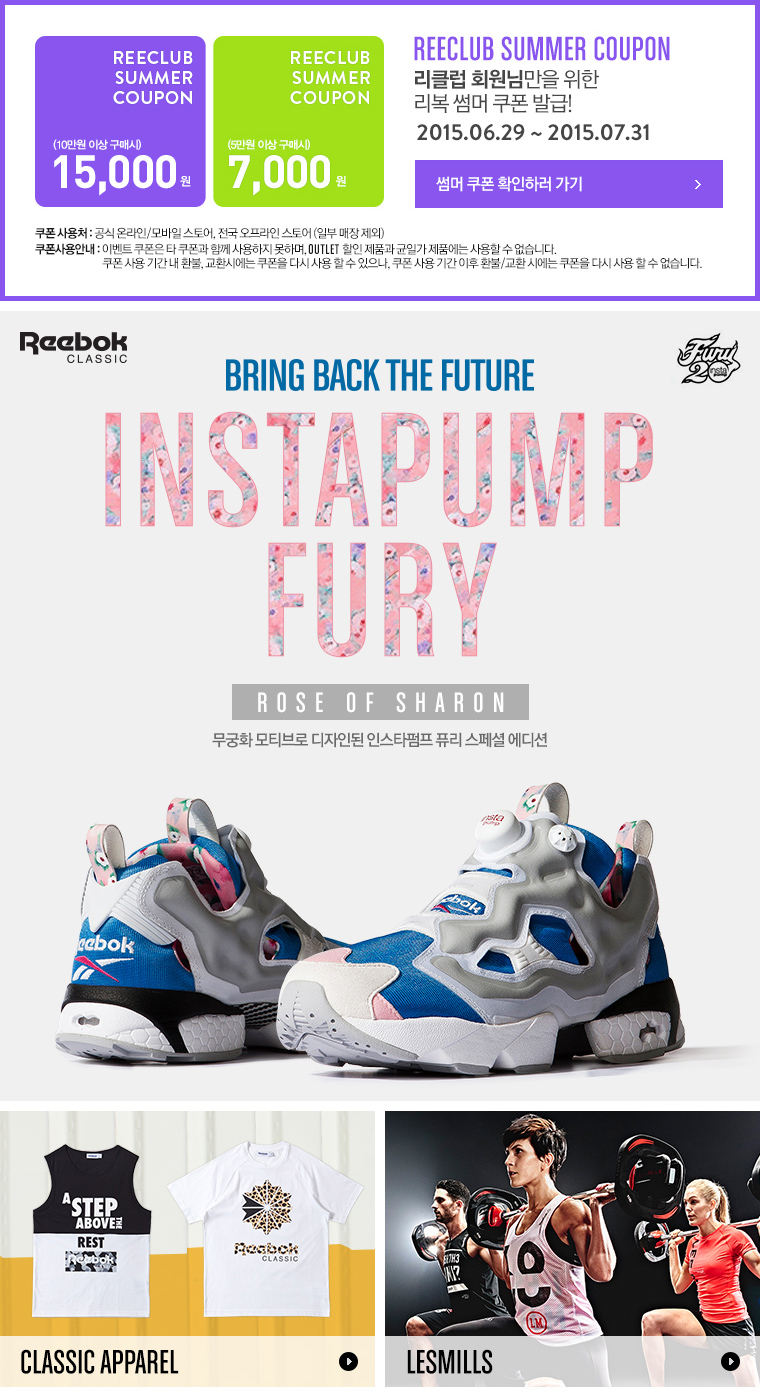 REECLUB
SUMMER
COUPON
(10만원 이상 구매시)
15,000 원
REECLUB
SUMMER
COUPON
(5만원 이상 구매시)
7,000 원
REECLUB SUMMER COUPON
리클럽 회원님만을 위한
리복 썸머 쿠폰 발급!
2015.06.29 ~ 2015.07.31
썸머 쿠폰 확인하러 가기
쿠폰 사용처 : 공식 온라인/모바일 스토어, 전국 오프라인 스토어 (일부 매장 제외)
쿠폰사용안내 : 이벤트 쿠폰은 타 쿠폰과 함께 사용하지 못하며, OUTLET 할인 제품과 균일가 제품에는 사용할 수 없습니다.
쿠폰 사용 기간 내 환불, 교환시에는 쿠폰을 다시 사용 할 수 있으나, 쿠폰 사용 기간 이후 환불/교환 시에는 쿠폰을 다시 사용 할 수 없습니다.
Reebok
CLASSIC
Fury
20 insta
BRING BACK THE FUTURE
INSTAPUMP
FURY
ROSE OF SHARON
무궁화 모티브로 디자인된 인스타펌프 퓨리 스페셜 에디션
insta
pump
ebok
eebok
A STEP
ABOVE THE
REST
Reebok
Reebok
CLASSIC
LM
CLASSIC APPAREL
LESMILLS